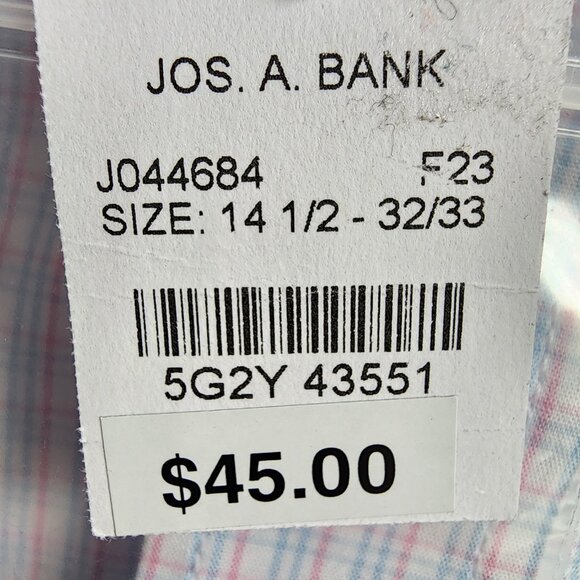 JOS. A. BANK
J044684 F23
SIZE: 14 1/2 - 32/33
5G2Y 43551
$45.00